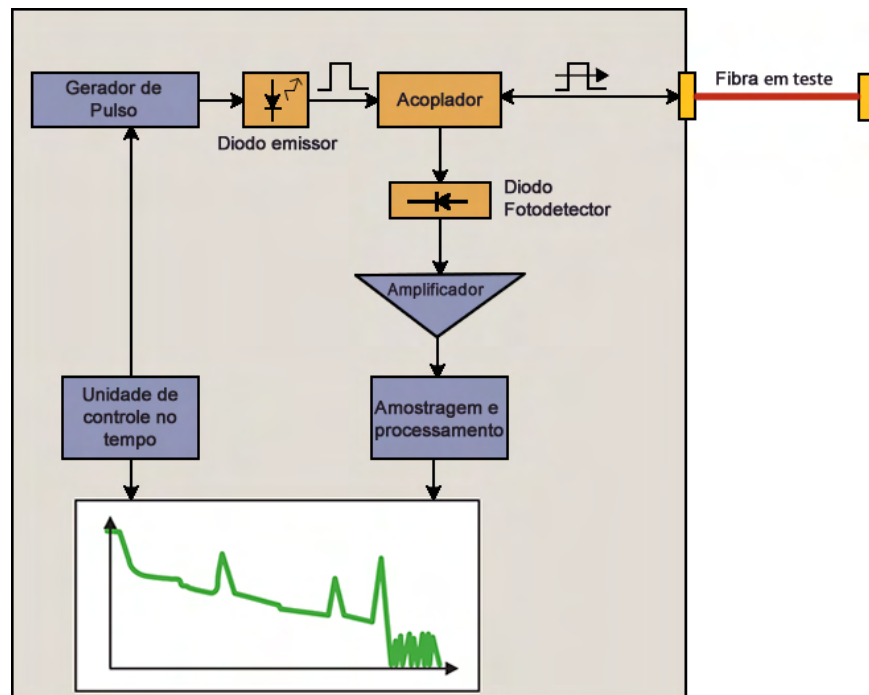 Gerador de
Pulso
Diodo emissor
Acoplador
Fibra em teste
Diodo
Fotodetector
Amplificador
Unidade de
controle no
tempo
Amostragem e
processamento